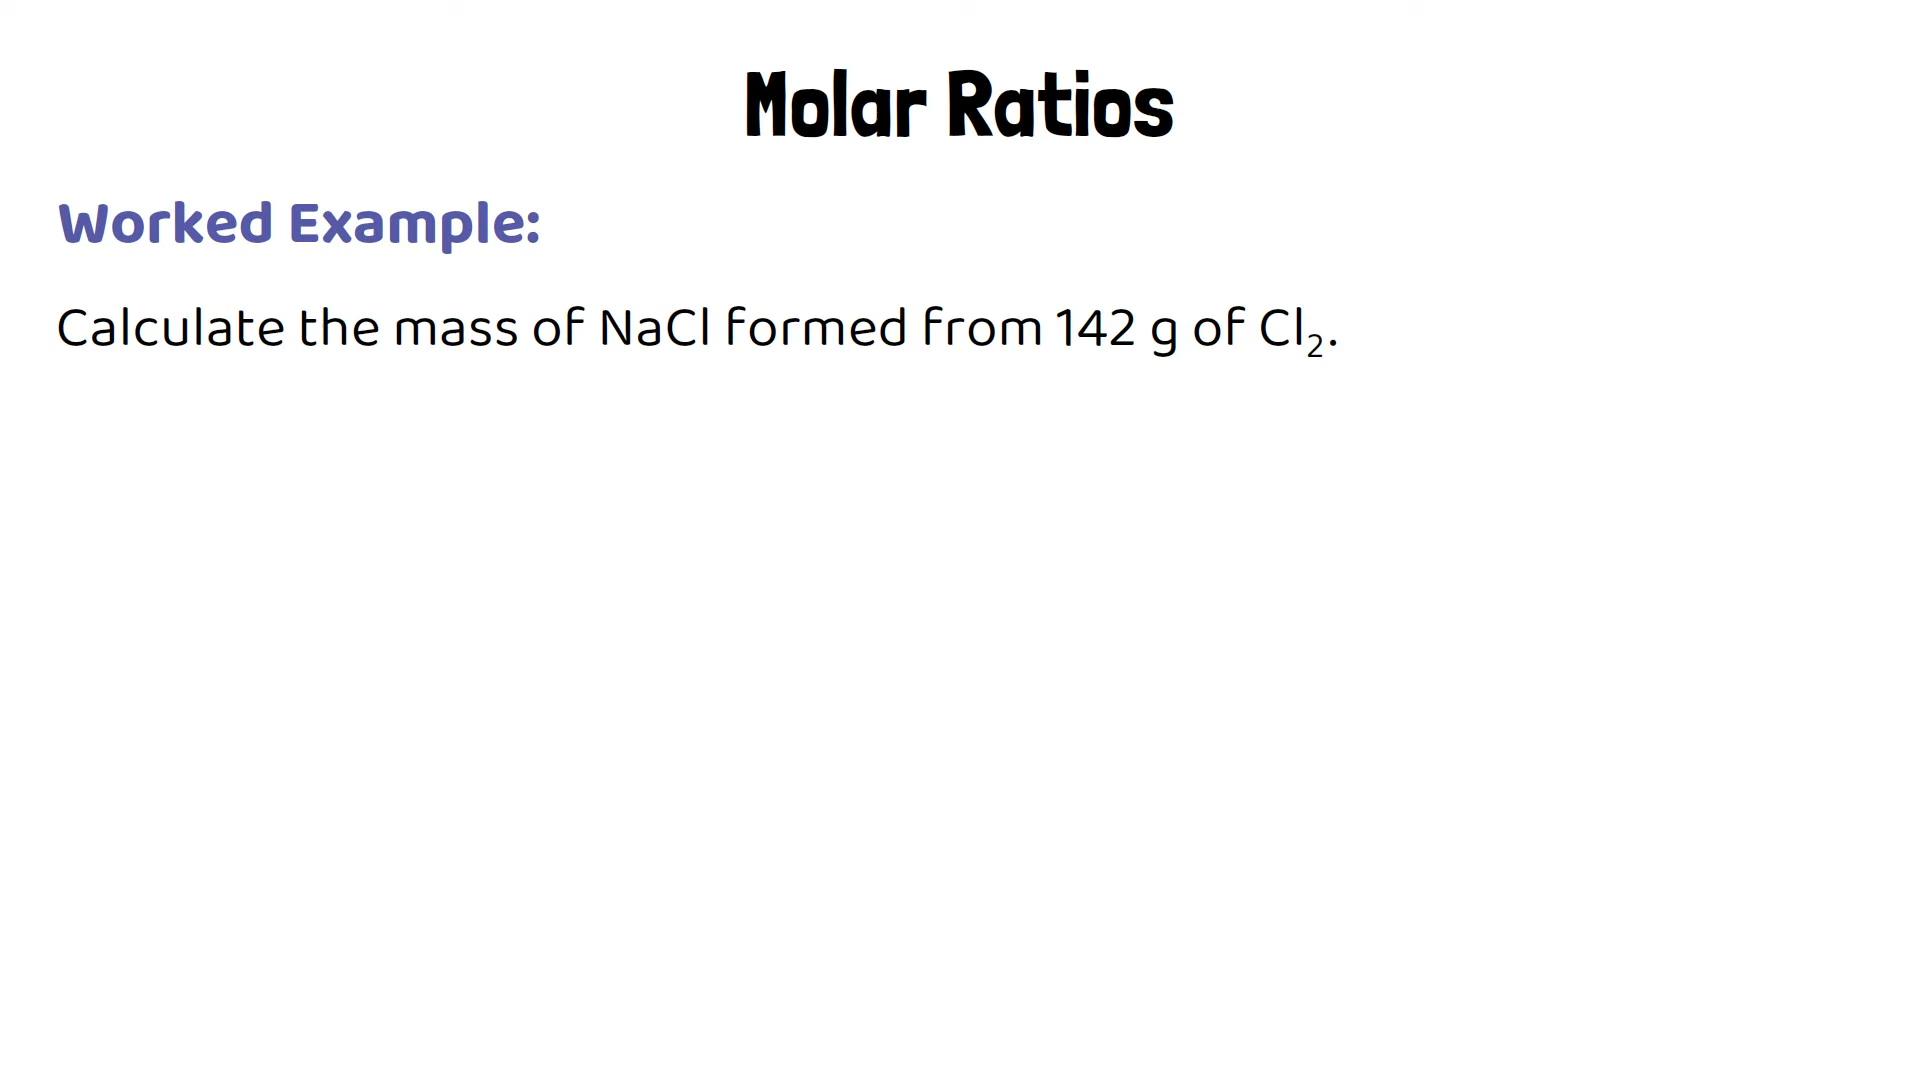 Molar Ratios
Worked Example:
Calculate the mass of NaCl formed from 142 g of Cl₂.